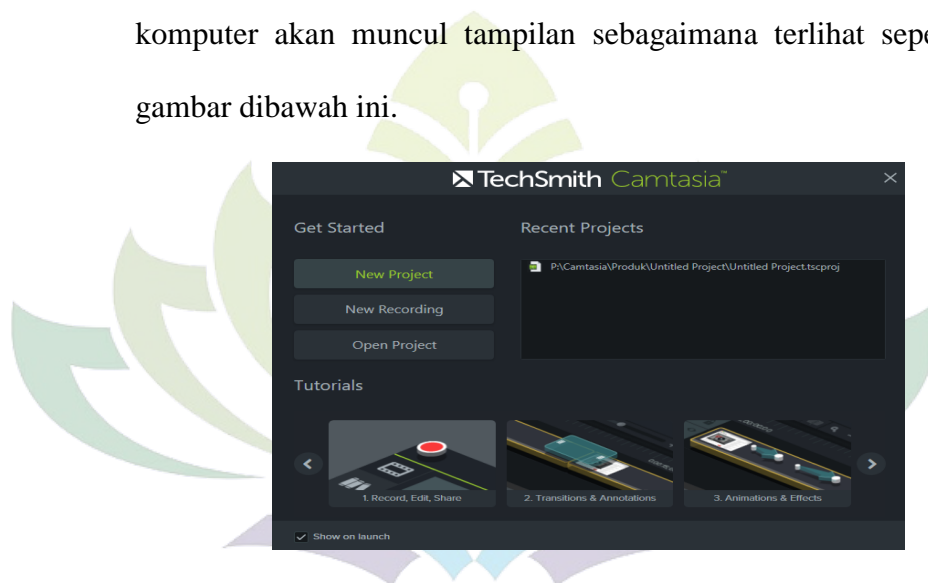 komputer akan muncul tampilan sebagaimana terlihat
gambar dibawah ini.
TechSmith Camtasia™
Get Started
Recent Projects
New Project
P:\Camtasia\Produk\Untitled Project\Untitled Project.tscproj
New Recording
Open Project
Tutorials
1. Record, Edit, Share
2. Transitions & Annotations
3. Animations & Effects
Show on launch